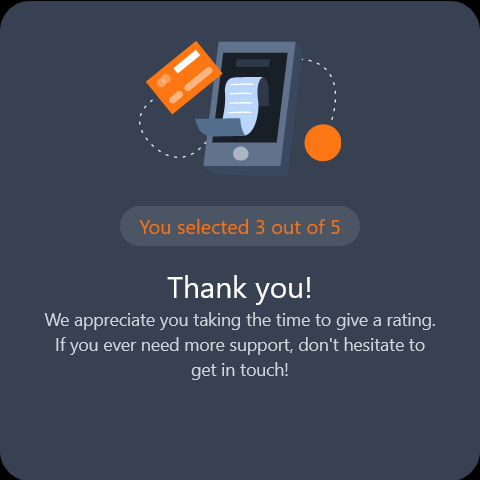 You selected 3 out of 5
Thank you!
We appreciate you taking the time to give a rating.
If you ever need more support, don't hesitate to
get in touch!